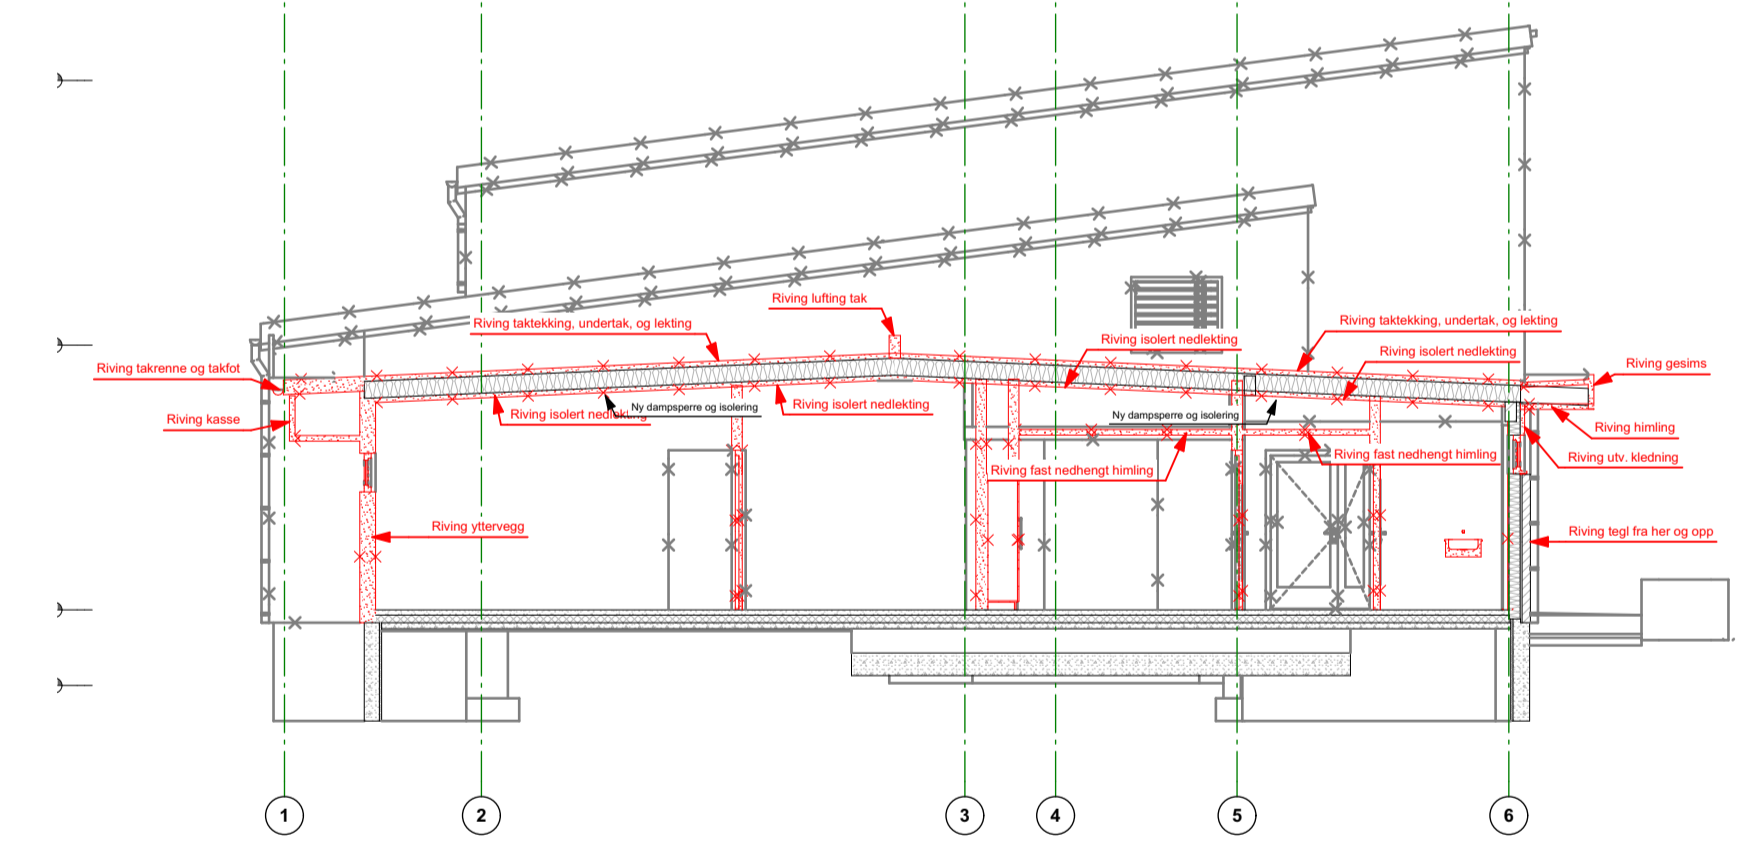 Riving lufting tak
Riving taktekking, undertak, og lekting
Riving taktekking, undertak, og lekting
Riving isolert nedlekting
Riving isolert nedlekting
Riving takrenne og takfot
Riving gesims
Riving kasse
Riving isolert nedlekting
Ny dampsperre og isolering
Riving isolert nedlekting
Ny dampsperre og isolering
Riving himling
Riving fast nedhengt himling
Riving fast nedhengt himling
Riving utv. kledning
Riving yttervegg
Riving tegl fra her og opp
1 2 3 4 5 6